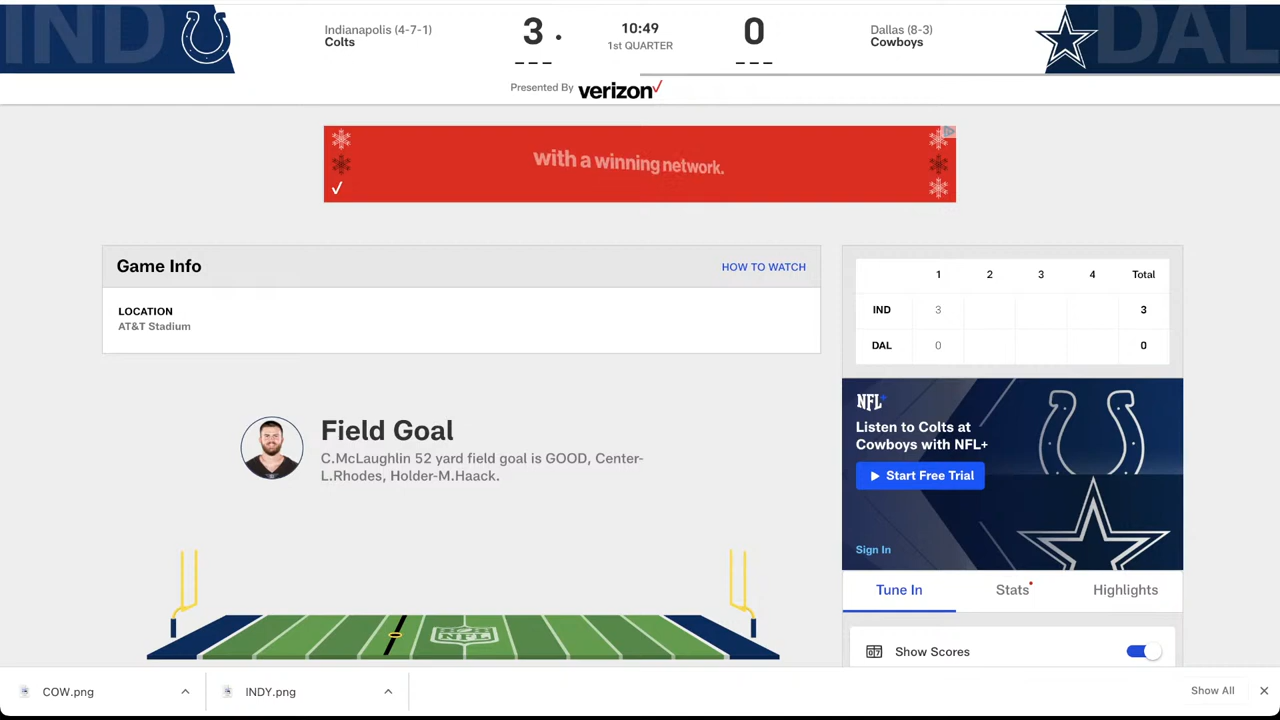 IND
Indianapolis (4-7-1)
Colts
3
10:49
1st QUARTER
0
Dallas (8-3)
Cowboys
DAL
Presented By verizon✓
with a winning network.
Game Info
HOW TO WATCH
LOCATION
AT&T Stadium
1 2 3 4 Total
IND 3 3
DAL 0 0
Field Goal
C.McLaughlin 52 yard field goal is GOOD, Center-
L.Rhodes, Holder-M.Haack.
NFL+
Listen to Colts at
Cowboys with NFL+
Start Free Trial
Sign In
NFL
Tune In Stats Highlights
Show Scores
COW.png
INDY.png
Show All